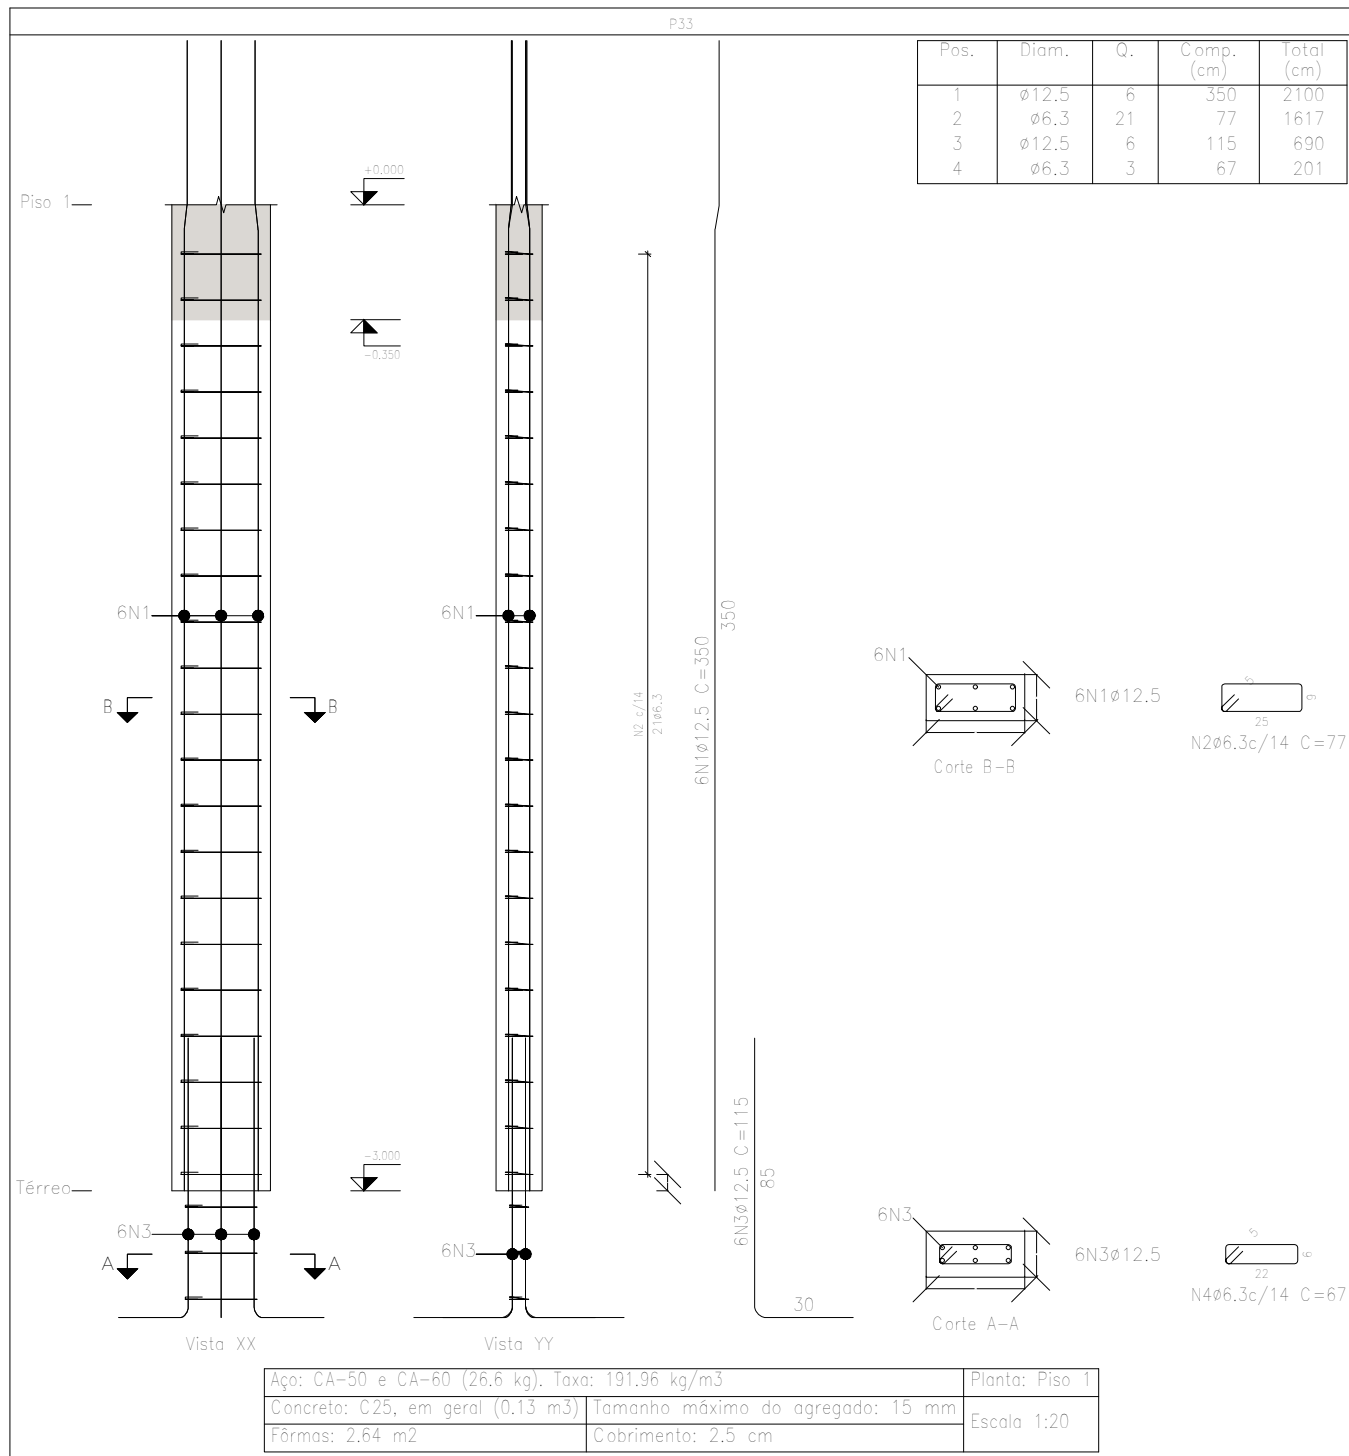 P33
Pos. Diam. Q. Comp. (cm) Total (cm)
1 ø12.5 6 350 2100
2 ø6.3 21 77 1617
3 ø12.5 6 115 690
4 ø6.3 3 67 201
+0.000
Piso 1
-0.350
6N1
6N1
N2 c/14
21ø6.3
6N1ø12.5 C=350
350
B
B
6N1
6N1ø12.5
Corte B-B
5
9
25
N2ø6.3c/14 C=77
-3.000
Térreo
6N3
6N3
A
A
6N3ø12.5 C=115
85
30
6N3
6N3ø12.5
Corte A-A
5
6
22
N4ø6.3c/14 C=67
Vista XX
Vista YY
Aço: CA-50 e CA-60 (26.6 kg). Taxa: 191.96 kg/m3
Planta: Piso 1
Concreto: C25, em geral (0.13 m3)
Tamanho máximo do agregado: 15 mm
Escala 1:20
Fôrmas: 2.64 m2
Cobrimento: 2.5 cm